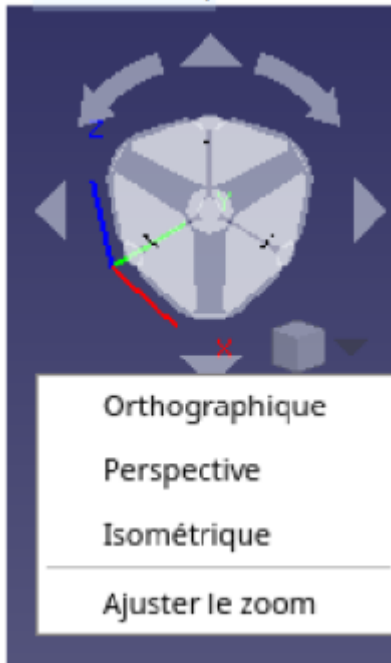 Z
Y
X
Orthographique
Perspective
Isométrique
Ajuster le zoom